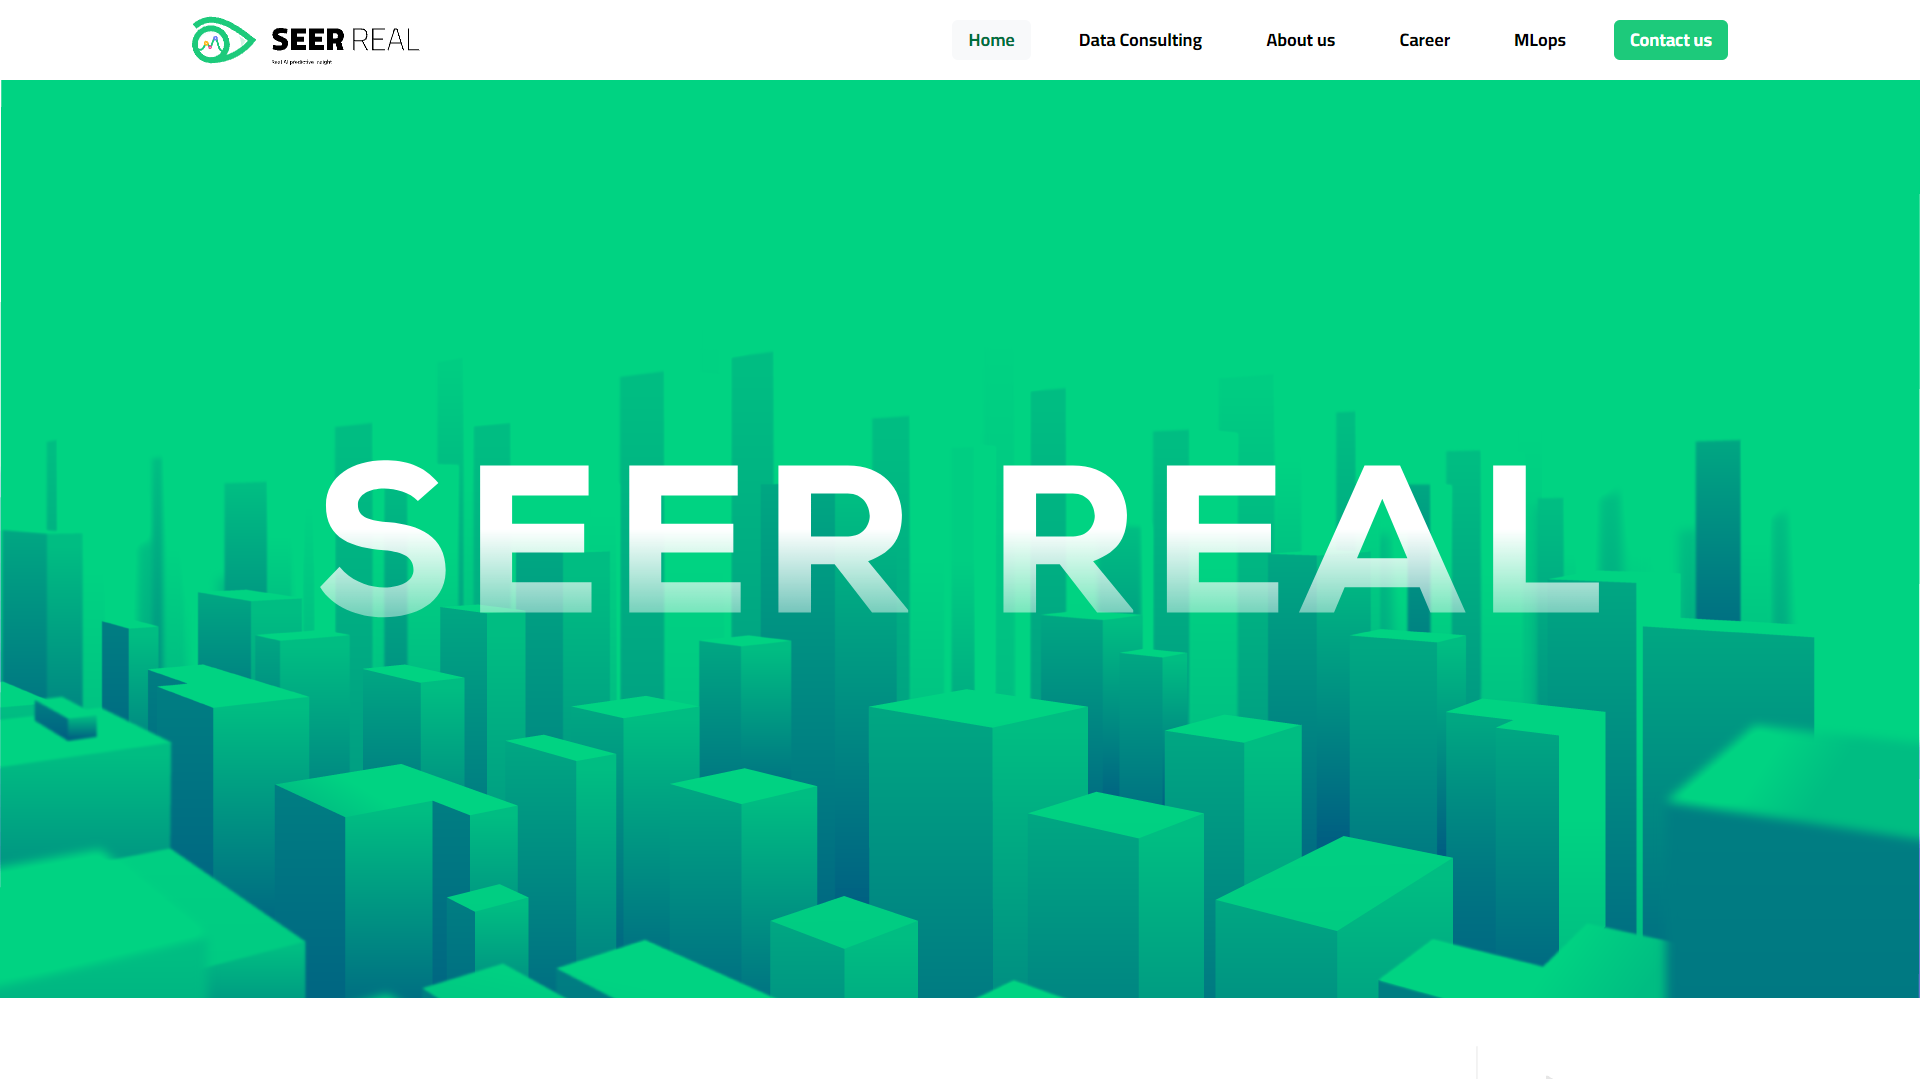 SEER REAL
Real AI predictive insight
Home
Data Consulting
About us
Career
MLops
Contact us
SEER REAL